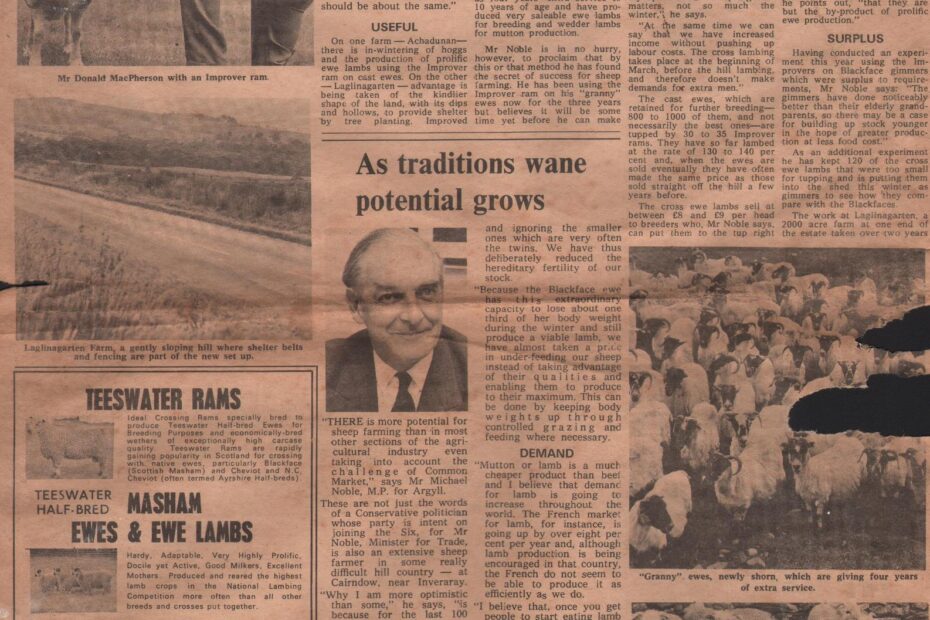 Mr Donald MacPherson with an Improver ram.
Laglinagarten Farm, a gently sloping hill where shelter belts
and fencing are part of the new set up.
TEESWATER RAMS
Ideal Crossing Rams specially bred to
produce Teeswater Half-bred Ewes for
Breeding Purposes and economically-bred
wethers of exceptionally high carcase
quality Teeswater Rams are rapidly
gaining popularity in Scotland for crossing
with native ewes, particularly Blackface
(Scottish Masham) and Cheviot and N.C.
Cheviot (often termed Ayrshire Half-breds).
TEESWATER
HALF-BRED
MASHAM
EWES & EWE LAMBS
Hardy, Adaptable, Very Highly Prolific,
Docile yet Active, Good Milkers, Excellent
Mothers. Produced and reared the highest
lamb crops in the National Lambing
Competition more often than all other
breeds and crosses put together.
should be about the same."
USEFUL
On one farm — Achadunan—
there is in-wintering of hoggs
and the production of prolific
ewe lambs using the Improver
ram on cast ewes. On the other
— Laglinagarten — advantage is
being taken of the kindlier
shape of the land, with its dips
and hollows, to provide shelter
by tree planting. Improved
10 years of age and have pro-
duced very saleable ewe lambs
for breeding and wedder lambs
for mutton production.
Mr Noble is in no hurry,
however, to proclaim that by
this or that method he has found
the secret of success for sheep
farming. He has been using the
Improver ram on his "granny"
ewes now for the three years
but believes it will be some
time yet before he can make
As traditions wane
potential grows
"THERE is more potential for
sheep farming than in most
other sections of the agri-
cultural industry even
taking into account the
challenge of Common
Market," says Mr Michael
Noble, M.P. for Argyll.
These are not just the words
of a Conservative politician
whose party is intent on
joining the Six, for Mr
Noble, Minister for Trade,
is also an extensive sheep
farmer in some really
difficult hill country — at
Cairndow, near Inveraray.
"Why I am more optimistic
than some," he says, "is
because for the last 100
and ignoring the smaller
ones which are very often
the twins. We have thus
deliberately reduced the
hereditary fertility of our
stock.
"Because the Blackface ewe
has this extraordinary
capacity to lose about one
third of her body weight
during the winter and still
produce a viable lamb, we
have almost taken a price
in under-feeding our sheep
instead of taking advantage
of their qualities and
enabling them to produce
to their maximum. This can
be done by keeping body
weights up through
controlled grazing and
feeding where necessary.
DEMAND
"Mutton or lamb is a much
cheaper product than beef
and I believe that demand
for lamb is going to
increase throughout the
world. The French market
for lamb, for instance, is
going up by over eight per
cent per year and, although
lamb production is being
encouraged in that country,
the French do not seem to
be able to produce it as
efficiently as we do.
"I believe that, once you get
people to start eating lamb
matters, not so much the
winter," he says.
"At the same time we can
say that we have increased
income without pushing up
labour costs. The cross lambing
takes place at the beginning of
March, before the hill lambing,
and therefore doesn't make
demands for extra men."
The cast ewes, which are
retained for further breeding—
800 to 1000 of them, and not
necessarily the best ones—are
tupped by 30 to 35 Improver
rams. They have so far lambed
at the rate of 130 to 140 per
cent and, when the ewes are
sold eventually they have often
made the same price as those
sold straight off the hill a few
years before.
The cross ewe lambs sell at
between £8 and £9 per head
to breeders who, Mr Noble says,
can put them to the tup right
he points out, "that they are
but the by-product of prolific
ewe production."
SURPLUS
Having conducted an experi-
ment this year using the Im-
provers on Blackface gimmers
which were surplus to require-
ments, Mr Noble says: "The
gimmers have done noticeably
better than their elderly grand-
parents, so there may be a case
for building up stock younger
in the hope of greater produc-
tion at less food cost."
As an additional experiment
he has kept 120 of the cross
ewe lambs that were too small
for tupping and is putting them
into the shed this winter as
gimmers to see how they com-
pare with the Blackfaces.
The work at Laglinagarten, a
2000 acre farm at one end of
the estate taken over two years
"Granny" ewes, newly shorn, which are giving four years
of extra service.